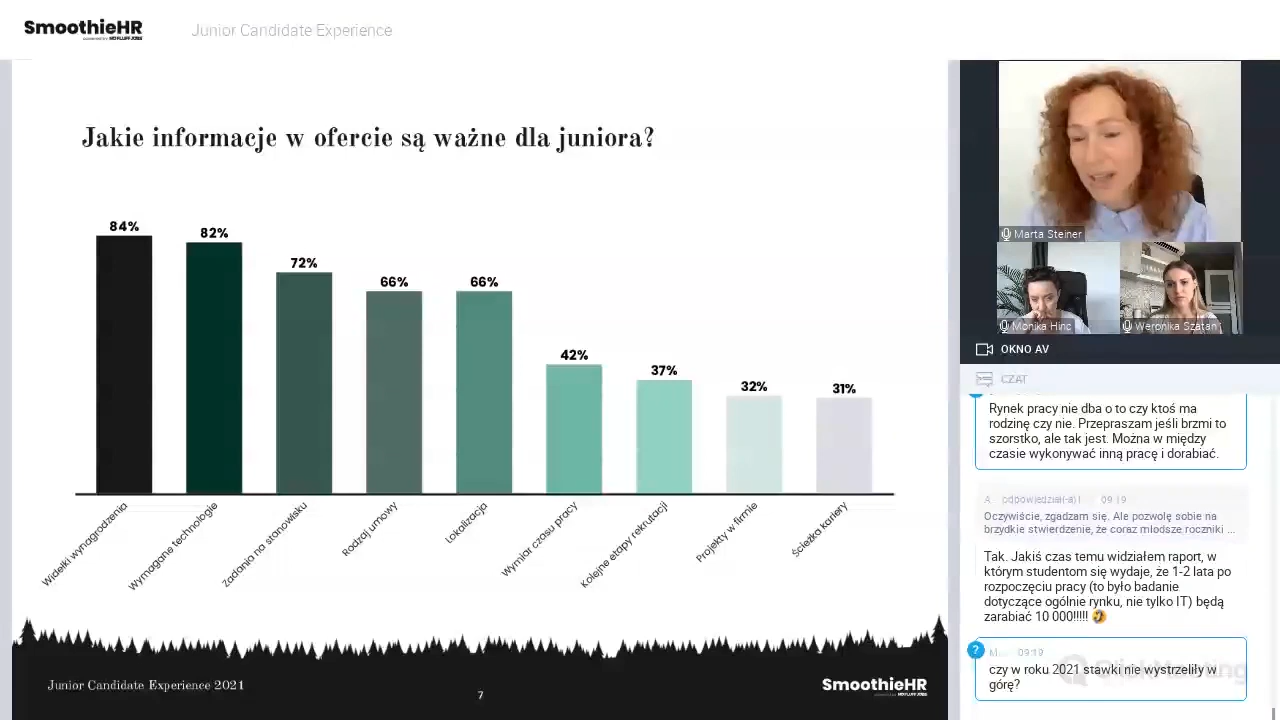 SmoothieHR
Junior Candidate Experience
Jakie informacje w ofercie są ważne dla juniora?
84%
82%
72%
66%
66%
42%
37%
32%
31%
Widełki wynagrodzenia
Wymagane technologie
Zadania na stanowisku
Rodzaj umowy
Lokalizacja
Wymiar czasu pracy
Kolejne etapy rekrutacji
Projekty w firmie
Ścieżka kariery
Junior Candidate Experience 2021
7
SmoothieHR
Marta Steiner
Monika Hinc
Weronika Szatan
OKNO AV
CZAT
Rynek pracy nie dba o to czy ktoś ma
rodzinę czy nie. Przepraszam jeśli brzmi to
szorstko, ale tak jest. Można w między
czasie wykonywać inną pracę i dorabiać.
A... odpowiedział(-a) 09:19
Oczywiście, zgadzam się. Ale pozwolę sobie na
brzydkie stwierdzenie, że coraz młodsze roczniki ...
Tak. Jakiś czas temu widziałem raport, w
którym studentom się wydaje, że 1-2 lata po
rozpoczęciu pracy (to było badanie
dotyczące ogólnie rynku, nie tylko IT) będą
zarabiać 10 000!!!!! 🤣
? M... 09:19
czy w roku 2021 stawki nie wystrzeliły w
górę?
ClickMeeting